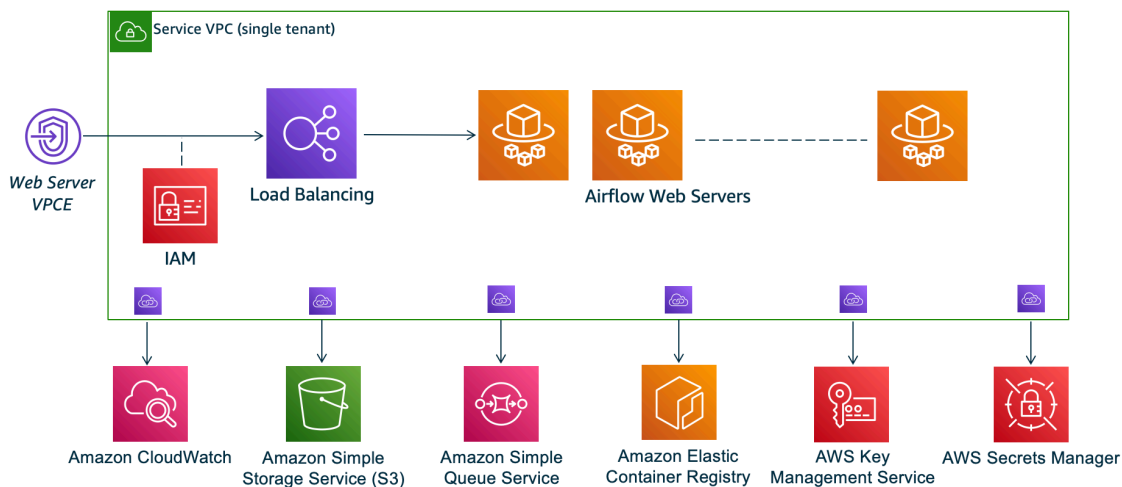 Service VPC (single tenant)
Web Server
VPCE
IAM
Load Balancing
Airflow Web Servers
Amazon CloudWatch
Amazon Simple
Storage Service (S3)
Amazon Simple
Queue Service
Amazon Elastic
Container Registry
AWS Key
Management Service
AWS Secrets Manager